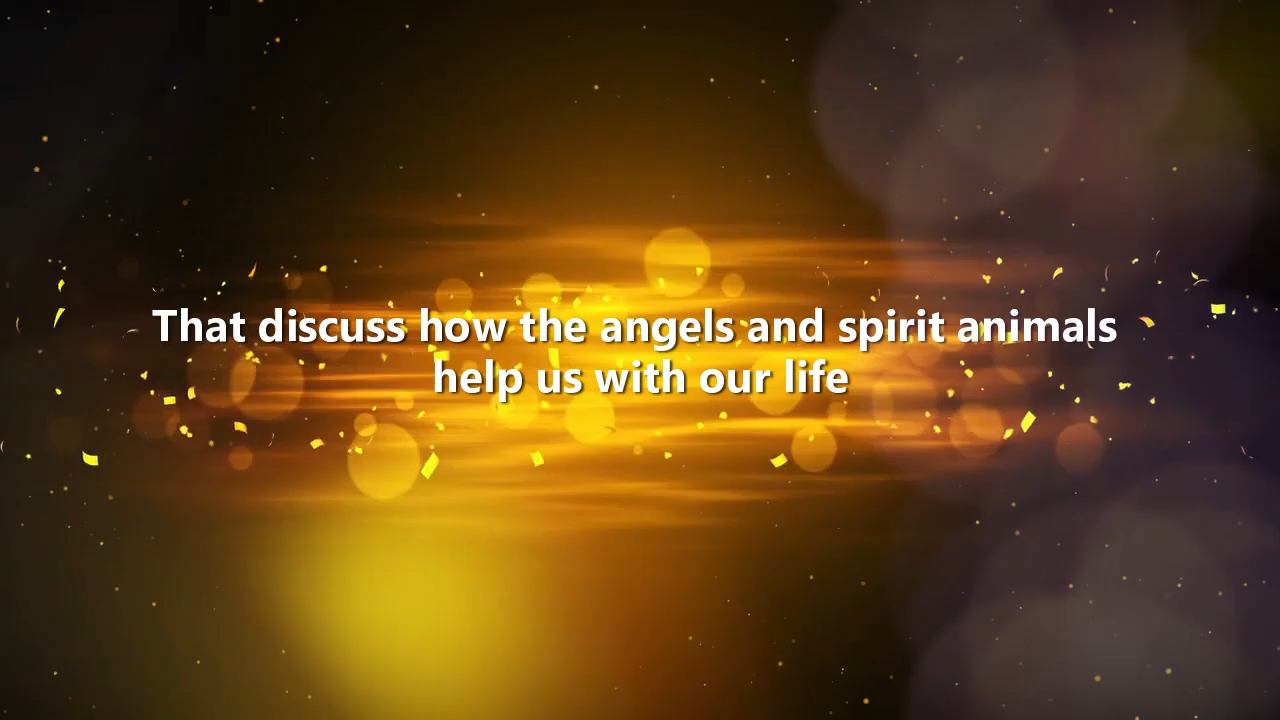 That discuss how the angels and spirit animals
help us with our life